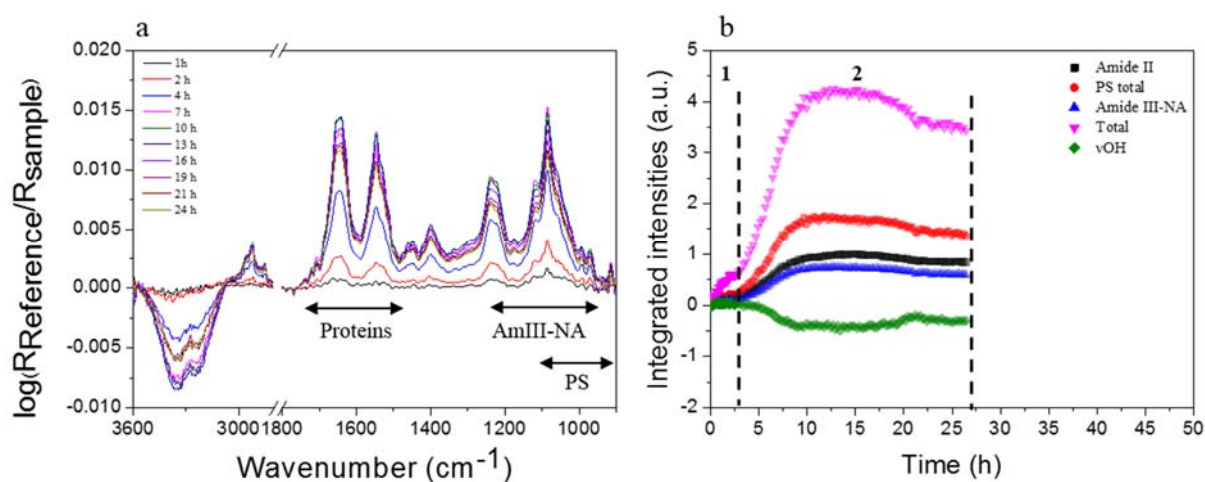 a
log(RReference/Rsample)
0.020
0.015
0.010
0.005
0.000
-0.005
-0.010
1h
2 h
4 h
7 h
10 h
13 h
16 h
19 h
21 h
24 h
Proteins
AmIII-NA
PS
3600 3000 1800 1600 1400 1200 1000
Wavenumber (cm-1)
b
Integrated intensities (a.u.)
5
4
3
2
1
0
-1
-2
1 2
Amide II
PS total
Amide III-NA
Total
νOH
0 5 10 15 20 25 30 35 40 45 50
Time (h)